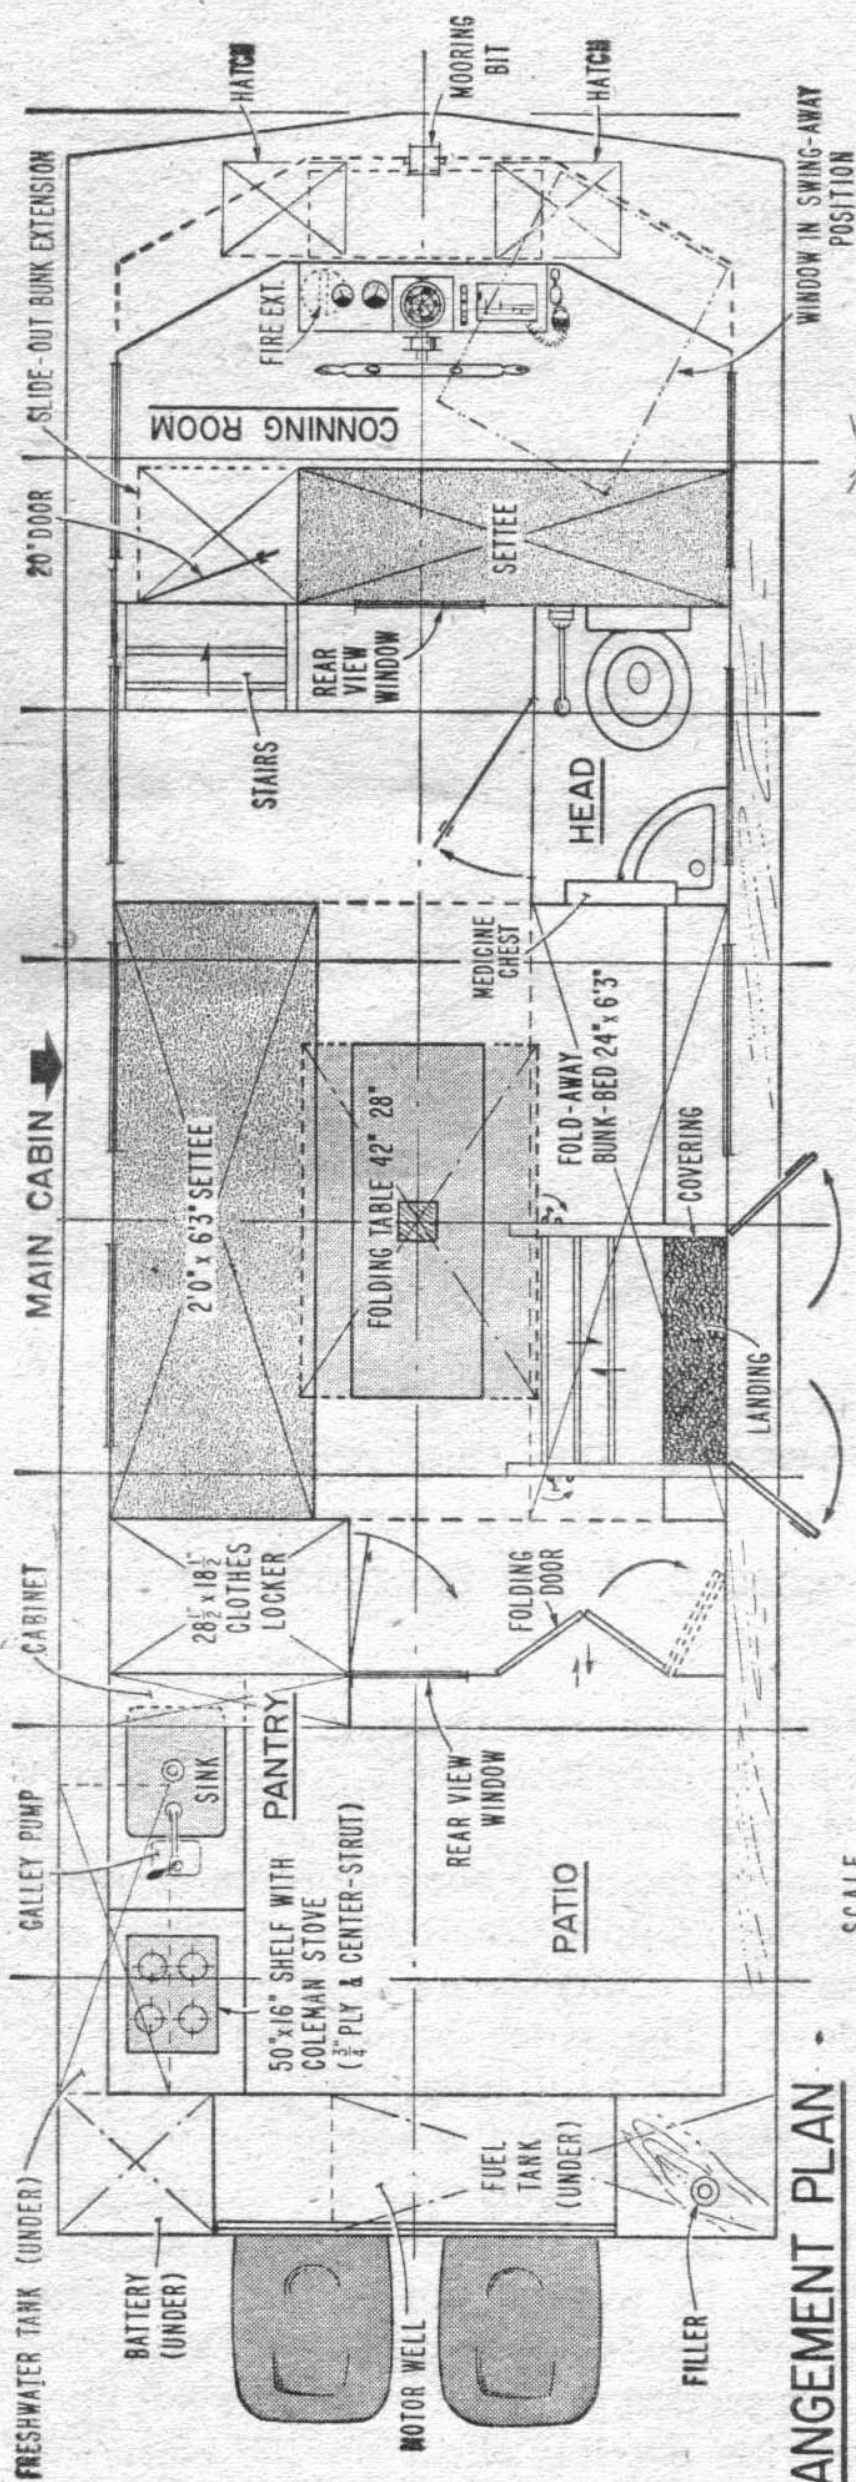 FRESHWATER TANK (UNDER)
GALLEY PUMP
CABINET
MAIN CABIN
20" DOOR
SLIDE-OUT BUNK EXTENSION
HATCH
MOORING
BIT
HATCH
WINDOW IN SWING-AWAY
POSITION
FIRE EXT.
CONNING ROOM
SETTEE
REAR
VIEW
WINDOW
STAIRS
HEAD
MEDICINE
CHEST
2'0" x 6'3" SETTEE
FOLDING TABLE 42" 28"
FOLD-AWAY
BUNK-BED 24" x 6'3"
COVERING
LANDING
28½ x 18½"
CLOTHES
LOCKER
FOLDING
DOOR
SINK
PANTRY
REAR VIEW
WINDOW
50"x16" SHELF WITH
COLEMAN STOVE
(¾" PLY & CENTER-STRUT)
PATIO
BATTERY
(UNDER)
FUEL
TANK
(UNDER)
MOTOR WELL
FILLER
ANGEMENT PLAN
SCALE